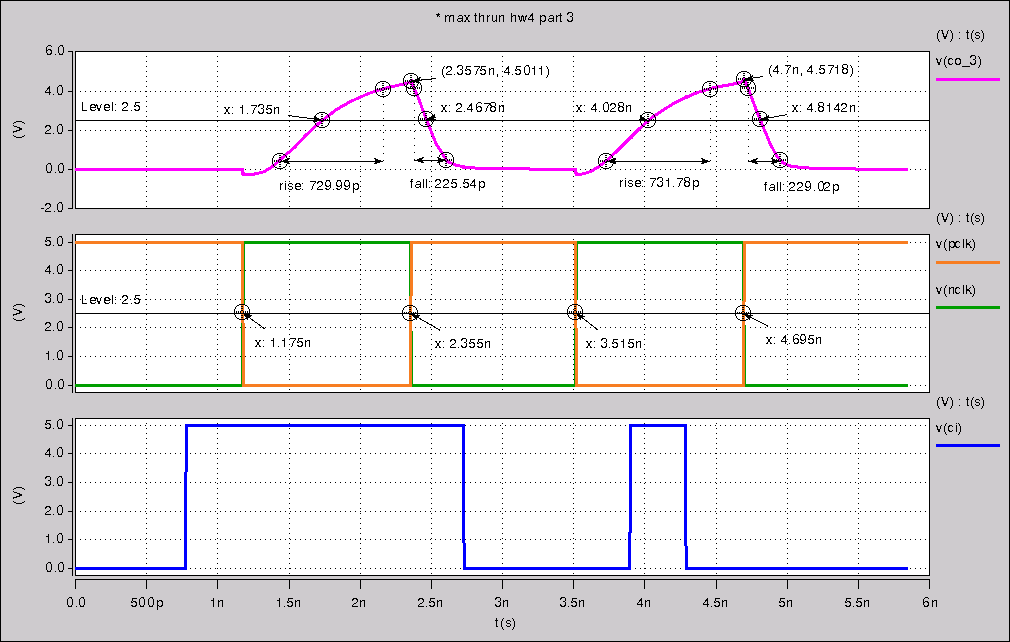 * max thrun hw4 part 3
(V) : t(s)
v(co_3)
6.0
4.0
2.0
0.0
-2.0
(V)
Level: 2.5
x: 1.735n
(2.3575n, 4.5011)
x: 2.4678n
x: 4.028n
(4.7n, 4.5718)
x: 4.8142n
rise: 729.99p
fall: 225.54p
rise: 731.78p
fall: 229.02p
(V) : t(s)
v(pclk)
v(nclk)
5.0
4.0
3.0
2.0
1.0
0.0
(V)
Level: 2.5
x: 1.175n
x: 2.355n
x: 3.515n
x: 4.695n
(V) : t(s)
v(ci)
5.0
4.0
3.0
2.0
1.0
0.0
(V)
0.0 500p 1n 1.5n 2n 2.5n 3n 3.5n 4n 4.5n 5n 5.5n 6n
t(s)